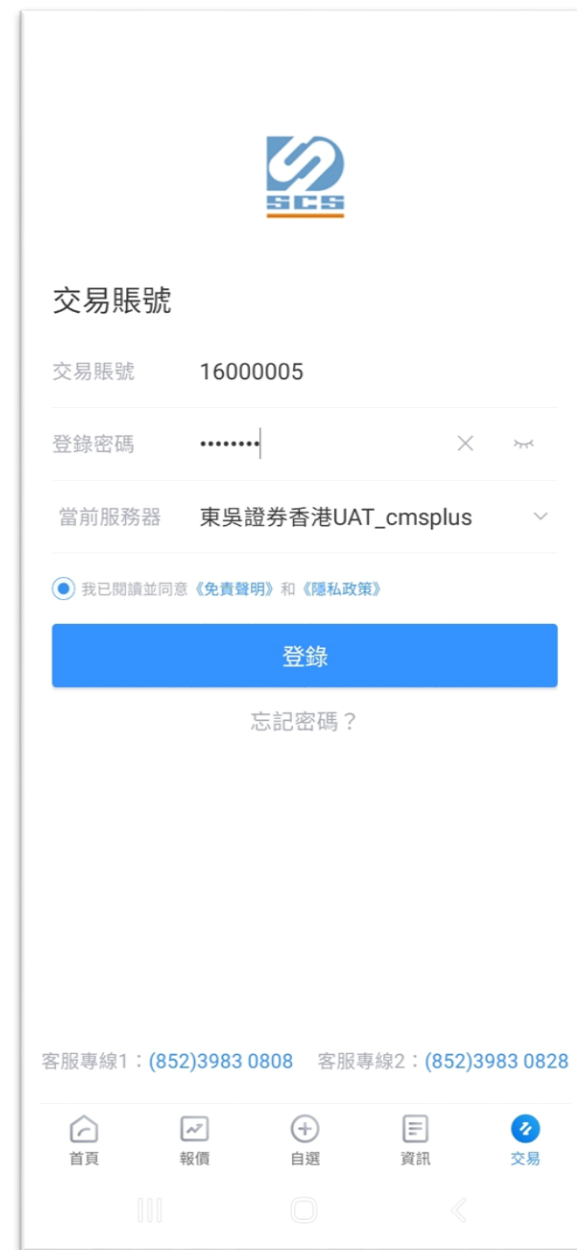 SCS
交易賬號
交易賬號 16000005
登錄密碼 ••••••••
當前服務器 東吳證券香港UAT_cmsplus
我已閱讀並同意《免責聲明》和《隱私政策》
登錄
忘記密碼？
客服專線1：(852)3983 0808 客服專線2：(852)3983 0828
首頁 報價 自選 資訊 交易